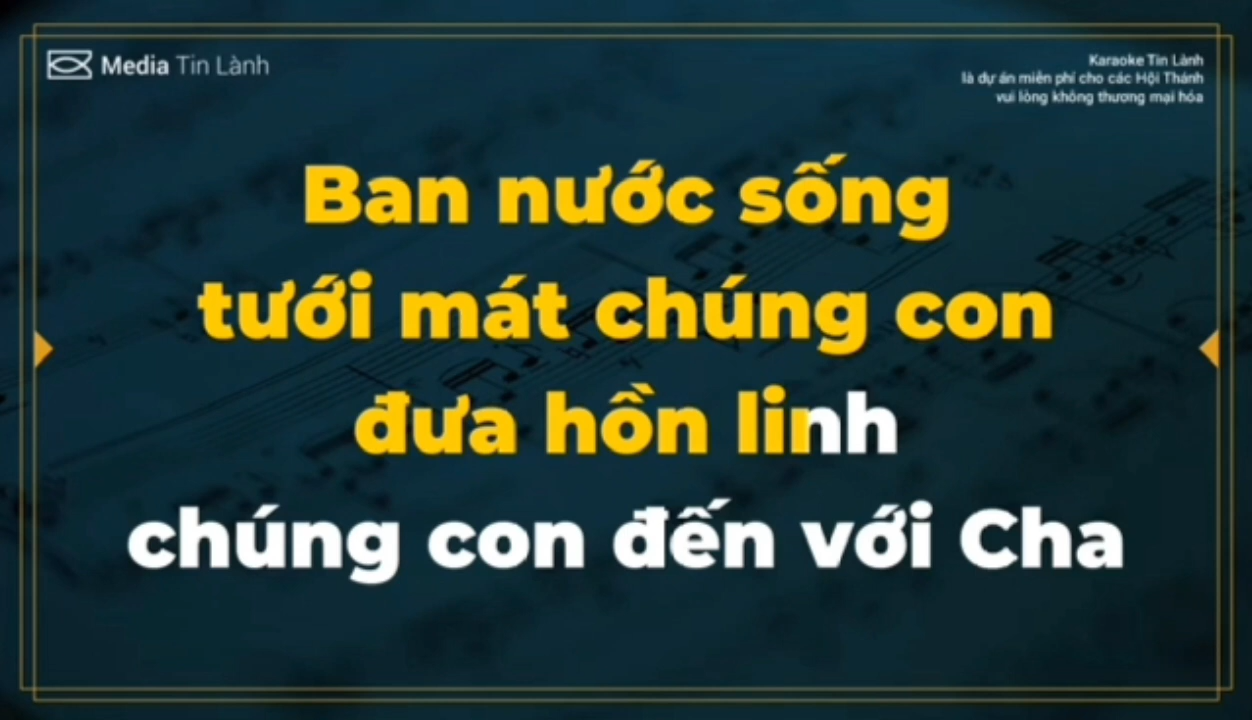 Media Tin Lành
Karaoke Tin Lành
là dự án miễn phí cho các Hội Thánh
vui lòng không thương mại hóa
Ban nước sống
tưới mát chúng con
đưa hồn linh
chúng con đến với Cha